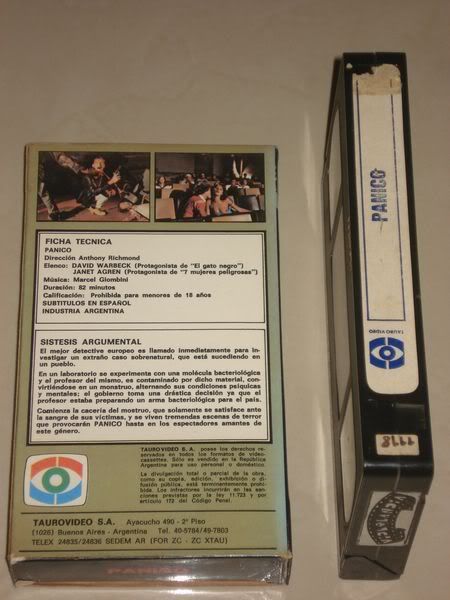 FICHA TECNICA
PANICO
Dirección Anthony Richmond
Elenco: DAVID WARBECK (Protagonista de "El gato negro")
JANET AGREN (Protagonista de "7 mujeres peligrosas")
Música: Marcel Giombini
Duración: 82 minutos
Calificación: Prohibida para menores de 18 años
SUBTITULOS EN ESPAÑOL
INDUSTRIA ARGENTINA
SISTESIS ARGUMENTAL
El mejor detective europeo es llamado inmediatamente para in-
vestigar un extraño caso sobrenatural, que está sucediendo en
un pueblo.
En un laboratorio se experimenta con una molécula bacteriológica
y el profesor del mismo, es contaminado por dicho material, con-
virtiéndose en un monstruo, alternando sus condiciones psíquicas
y mentales; el gobierno toma una drástica decisión ya que el
profesor estaba preparando un arma bacteriológica para el país.
Comienza la cacería del mostruo, que solamente se satisface ante
la sangre de sus víctimas, y se viven tremendas escenas de terror
que provocarán PANICO hasta en los espectadores amantes de
este género.
TAUROVIDEO S. A. posee los derechos re-
servados en todos los formatos de video-
cassettes. Sólo es vendido en la República
Argentina para uso personal o doméstico.
La divulgación total o parcial de la obra,
como su copia, edición, exhibición o di-
fusión pública, está terminantemente prohi-
bida. Los infractores incurrirán en las san-
ciones previstas por ley 11.723 y por
artículo 172 del Código Penal.
TAUROVIDEO S.A. Ayacucho 490 - 2º Piso
(1026) Buenos Aires - Argentina Tel. 40-5784/49-7803
TELEX 24835/24836 SEDEM AR (FOR ZC - ZC XTAU)
PANICO
PANICO
TAURO VIDEO